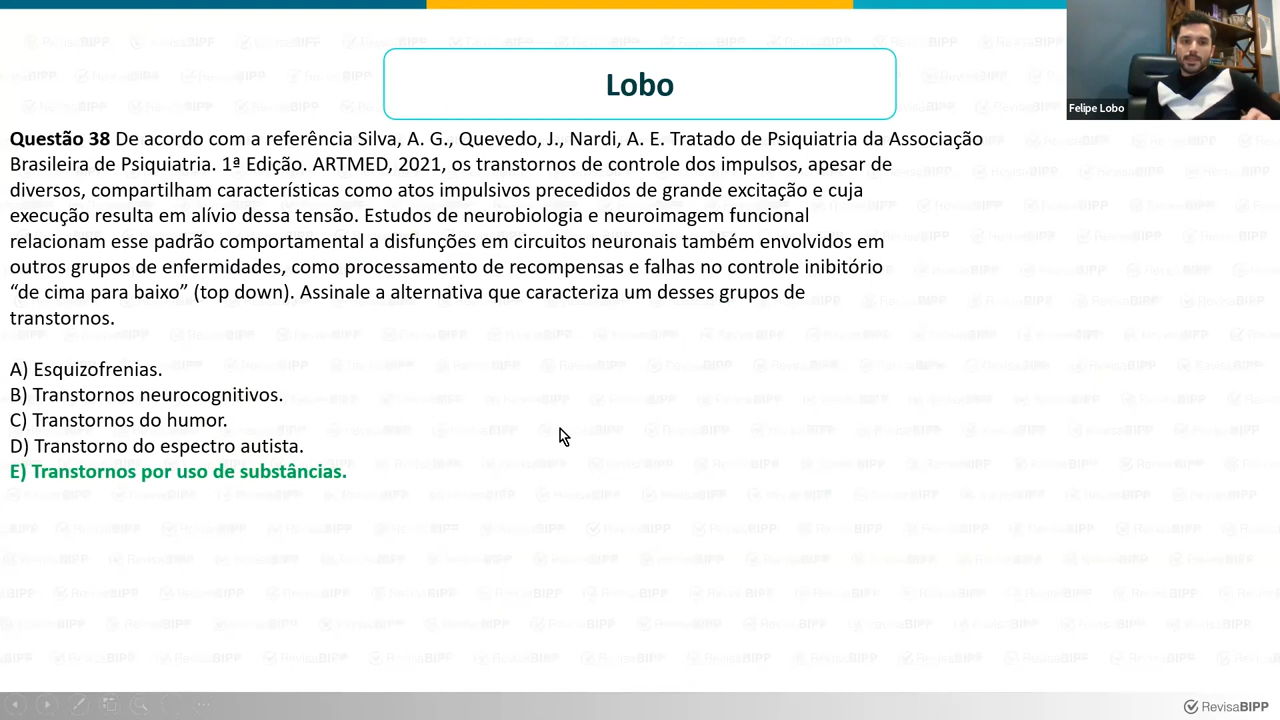 Lobo
Felipe Lobo
Questão 38 De acordo com a referência Silva, A. G., Quevedo, J., Nardi, A. E. Tratado de Psiquiatria da Associação
Brasileira de Psiquiatria. 1ª Edição. ARTMED, 2021, os transtornos de controle dos impulsos, apesar de
diversos, compartilham características como atos impulsivos precedidos de grande excitação e cuja
execução resulta em alívio dessa tensão. Estudos de neurobiologia e neuroimagem funcional
relacionam esse padrão comportamental a disfunções em circuitos neuronais também envolvidos em
outros grupos de enfermidades, como processamento de recompensas e falhas no controle inibitório
“de cima para baixo” (top down). Assinale a alternativa que caracteriza um desses grupos de
transtornos.
A) Esquizofrenias.
B) Transtornos neurocognitivos.
C) Transtornos do humor.
D) Transtorno do espectro autista.
E) Transtornos por uso de substâncias.
RevisaBIPP